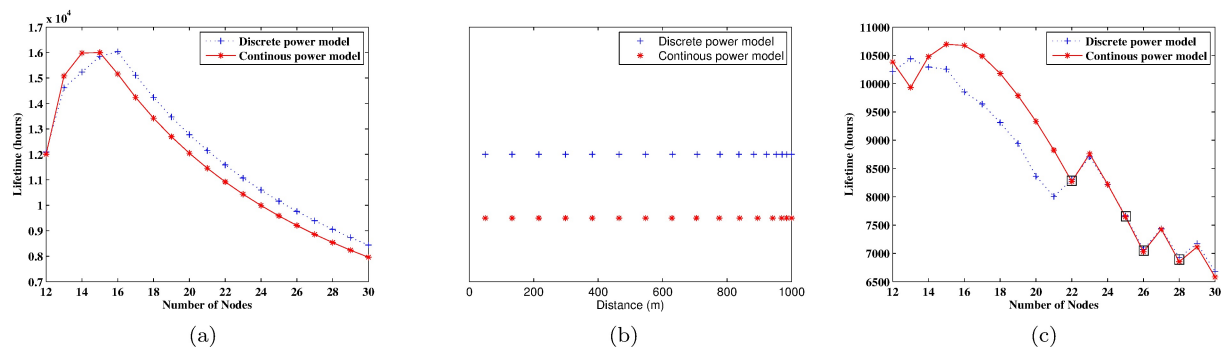 x 10⁴
1.7
1.6
1.5
1.4
1.3
1.2
1.1
1
0.9
0.8
0.7
Lifetime (hours)
Discrete power model
Continous power model
12 14 16 18 20 22 24 26 28 30
Number of Nodes
(a)
Discrete power model
Continous power model
0 200 400 600 800 1000
Distance (m)
(b)
11000
10500
10000
9500
9000
8500
8000
7500
7000
6500
Lifetime (hours)
Discrete power model
Continous power model
12 14 16 18 20 22 24 26 28 30
Number of Nodes
(c)